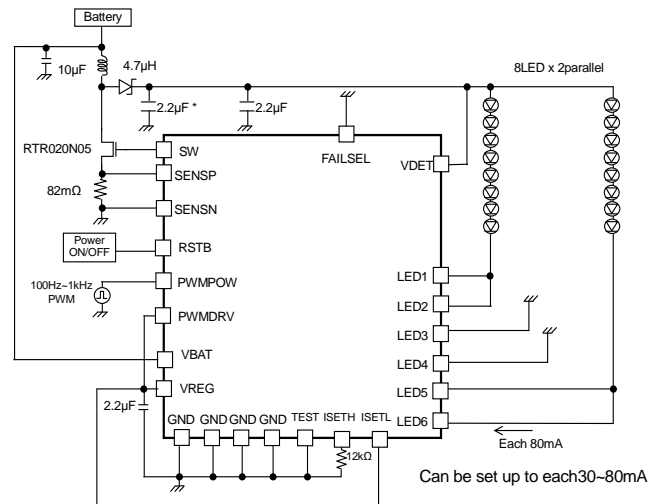 Battery
10µF
4.7µH
8LED x 2parallel
2.2µF *
2.2µF
RTR020N05
SW
FAILSEL
VDET
SENSP
82mΩ
SENSN
Power
ON/OFF
RSTB
LED1
100Hz~1kHz
PWM
PWMPOW
LED2
PWMDRV
LED3
VBAT
LED4
VREG
LED5
2.2µF
GND GND GND GND TEST ISETH ISETL
LED6
Each 80mA
12kΩ
Can be set up to each30~80mA